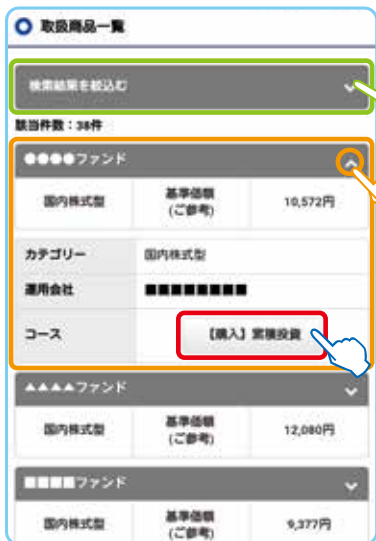 取扱商品一覧
検索結果を絞込む
該当件数：38件
●●●●ファンド
国内株式型 基準価額 10,572円
(ご参考)
カテゴリー 国内株式型
運用会社 ■■■■■■■■
コース 【購入】累積投資
▲▲▲▲ファンド
国内株式型 基準価額 12,080円
(ご参考)
■■■■ファンド
国内株式型 基準価額 9,377円
(ご参考)